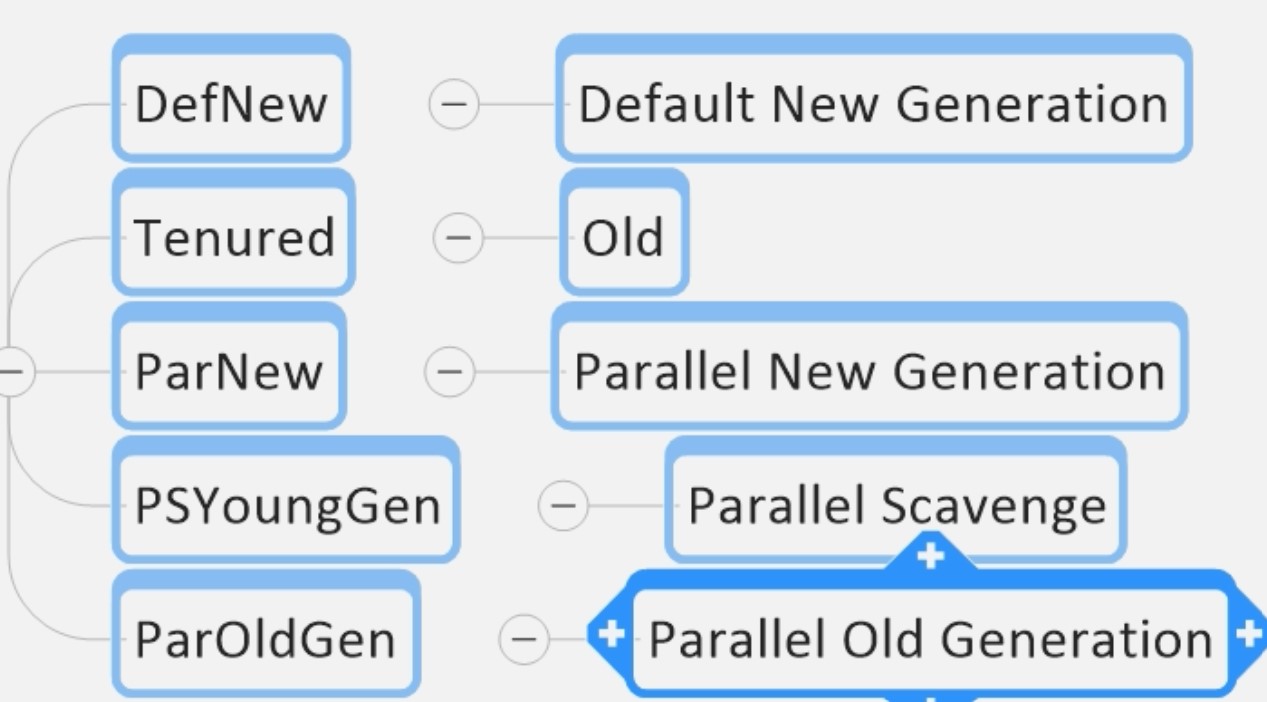 DefNew Default New Generation
Tenured Old
ParNew Parallel New Generation
PSYoungGen Parallel Scavenge
ParOldGen Parallel Old Generation